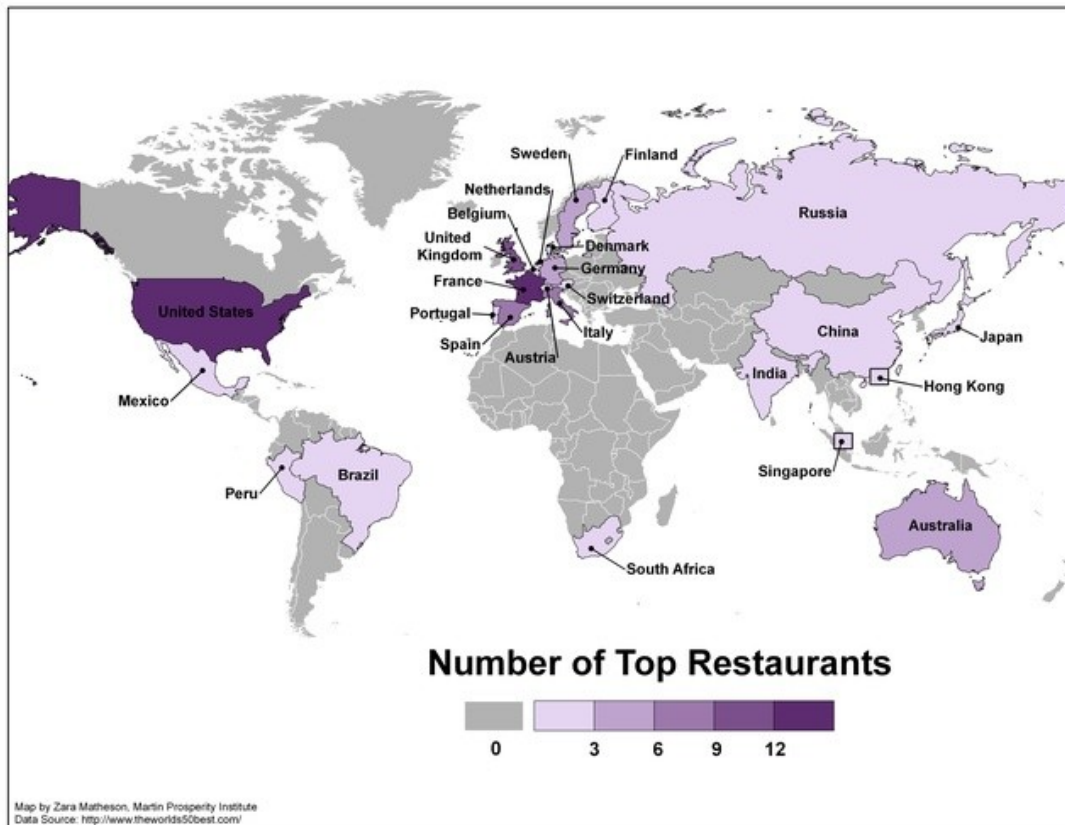 Sweden
Finland
Netherlands
Russia
Belgium
United
Kingdom
Denmark
Germany
France
Switzerland
United States
Portugal
Italy
China
Japan
Spain
Austria
India
Hong Kong
Mexico
Singapore
Brazil
Peru
Australia
South Africa
Number of Top Restaurants
0 3 6 9 12
Map by Zara Matheson, Martin Prosperity Institute
Data Source: http://www.theworlds50best.com/